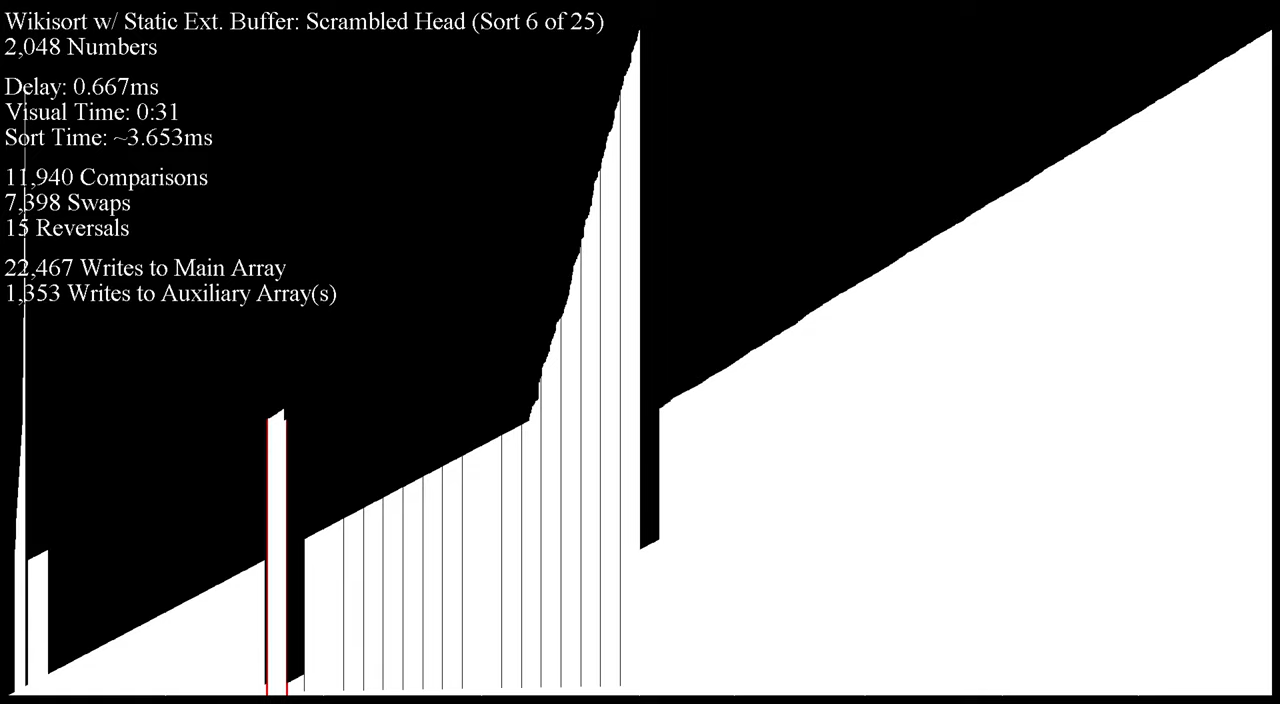 Wikisort w/ Static Ext. Buffer: Scrambled Head (Sort 6 of 25)
2,048 Numbers
Delay: 0.667ms
Visual Time: 0:31
Sort Time: ~3.653ms
11,940 Comparisons
7,398 Swaps
15 Reversals
22,467 Writes to Main Array
1,353 Writes to Auxiliary Array(s)